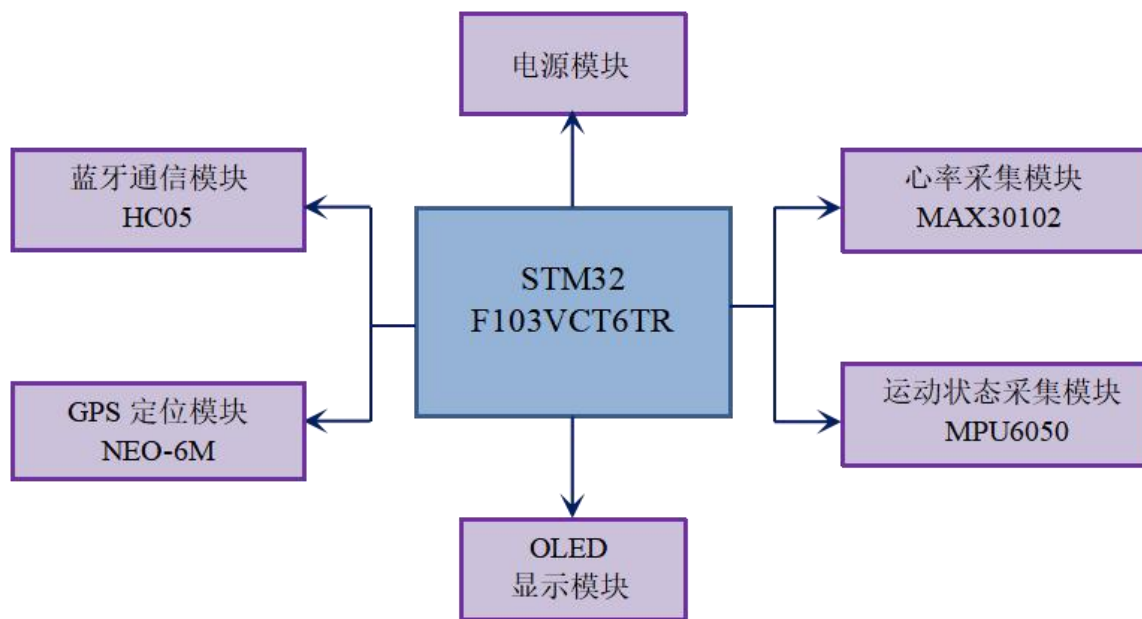 电源模块
蓝牙通信模块
HC05
心率采集模块
MAX30102
STM32
F103VCT6TR
GPS 定位模块
NEO-6M
运动状态采集模块
MPU6050
OLED
显示模块